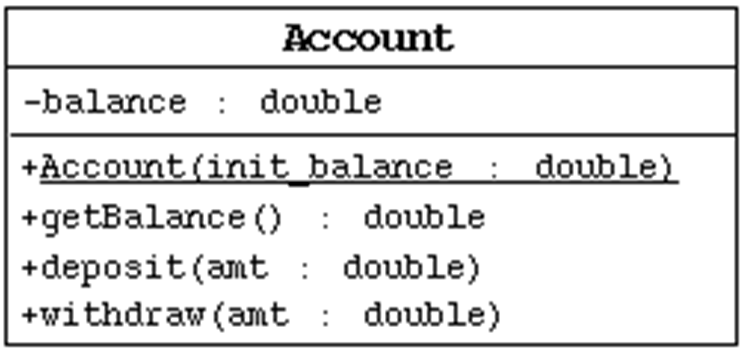 Account
-balance : double
+Account(init_balance : double)
+getBalance() : double
+deposit(amt : double)
+withdraw(amt : double)